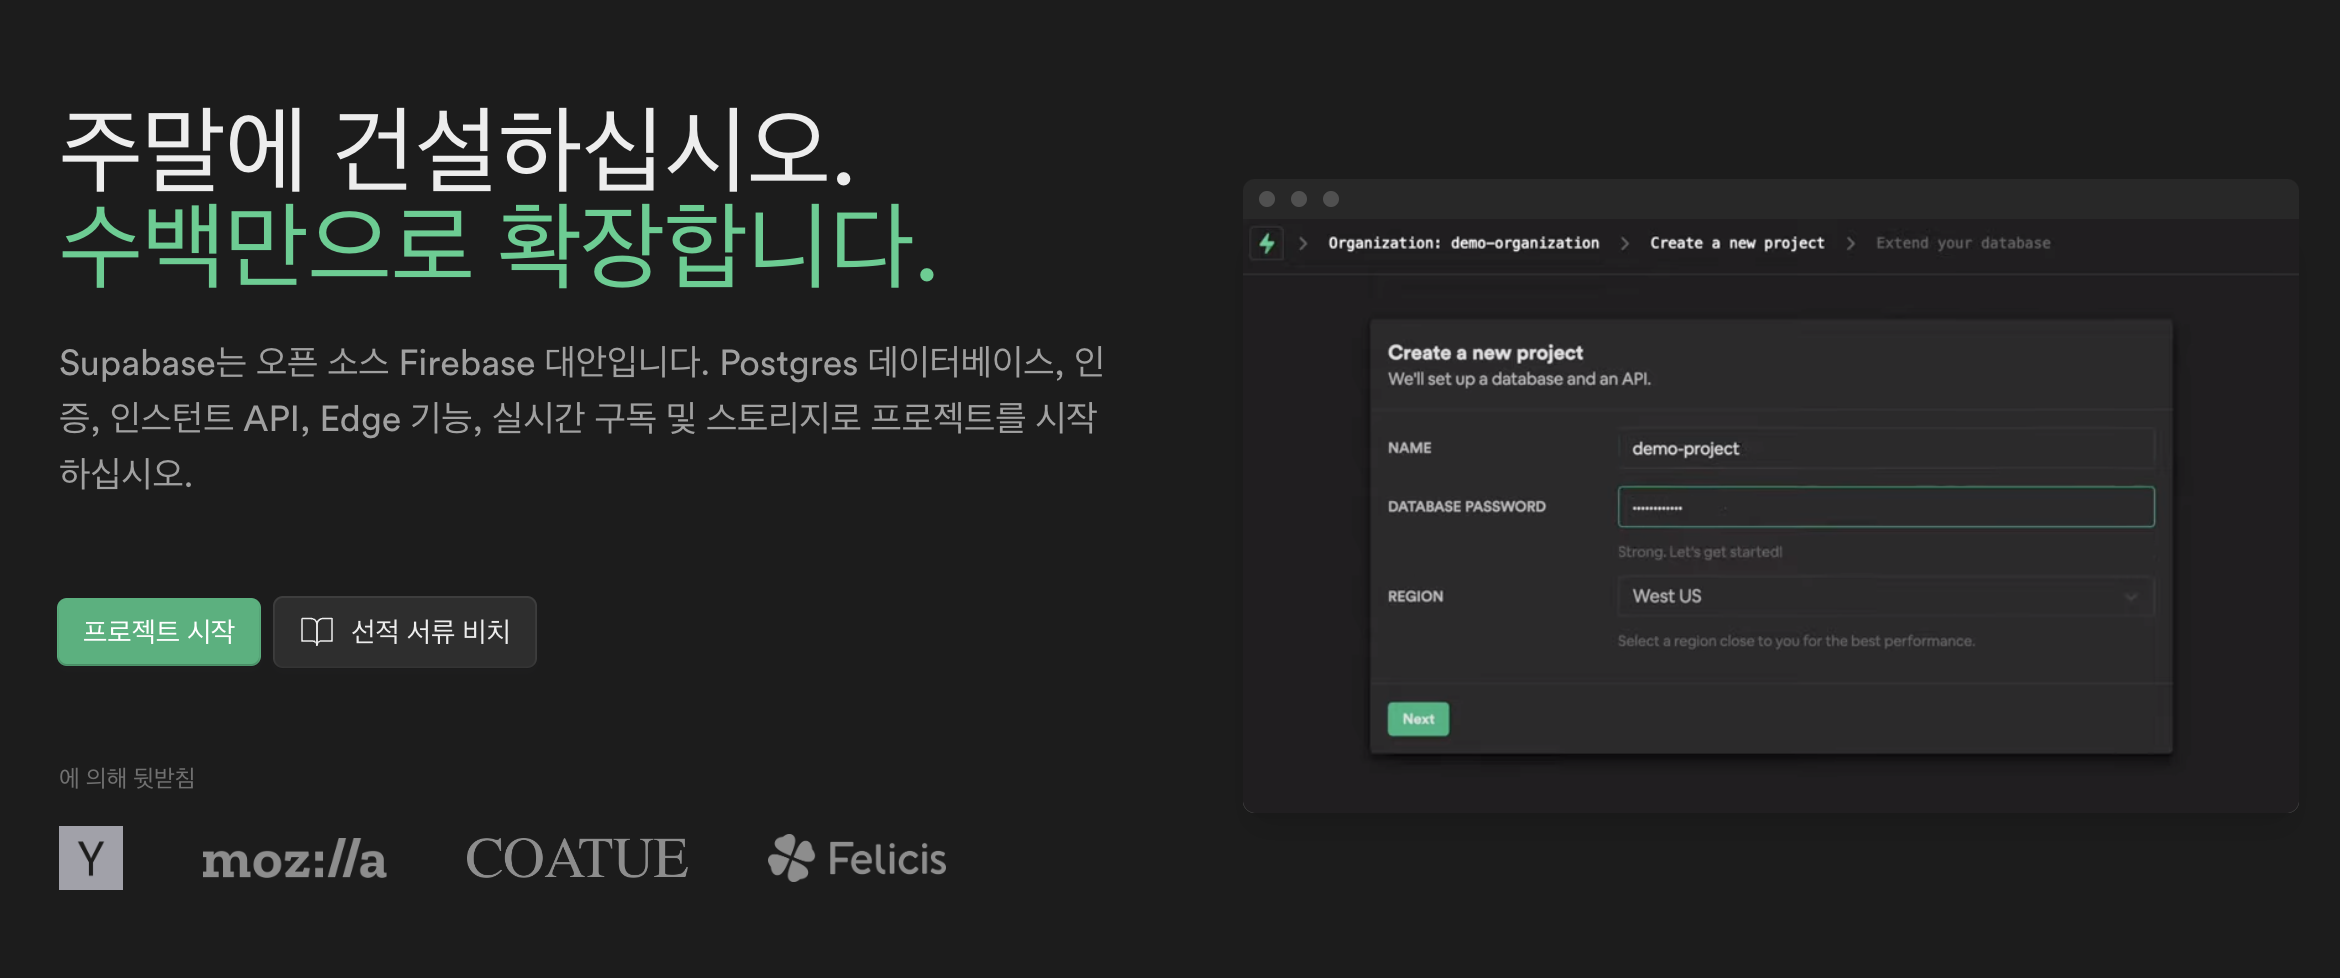 주말에 건설하십시오.
수백만으로 확장합니다.
Supabase는 오픈 소스 Firebase 대안입니다. Postgres 데이터베이스, 인
증, 인스턴트 API, Edge 기능, 실시간 구독 및 스토리지로 프로젝트를 시작
하십시오.
프로젝트 시작
선적 서류 비치
에 의해 뒷받침
Y
moz://a
COATUE
Felicis
Organization: demo-organization > Create a new project > Extend your database
Create a new project
We'll set up a database and an API.
NAME
demo-project
DATABASE PASSWORD
••••••••••••
Strong. Let's get started!
REGION
West US
Select a region close to you for the best performance.
Next